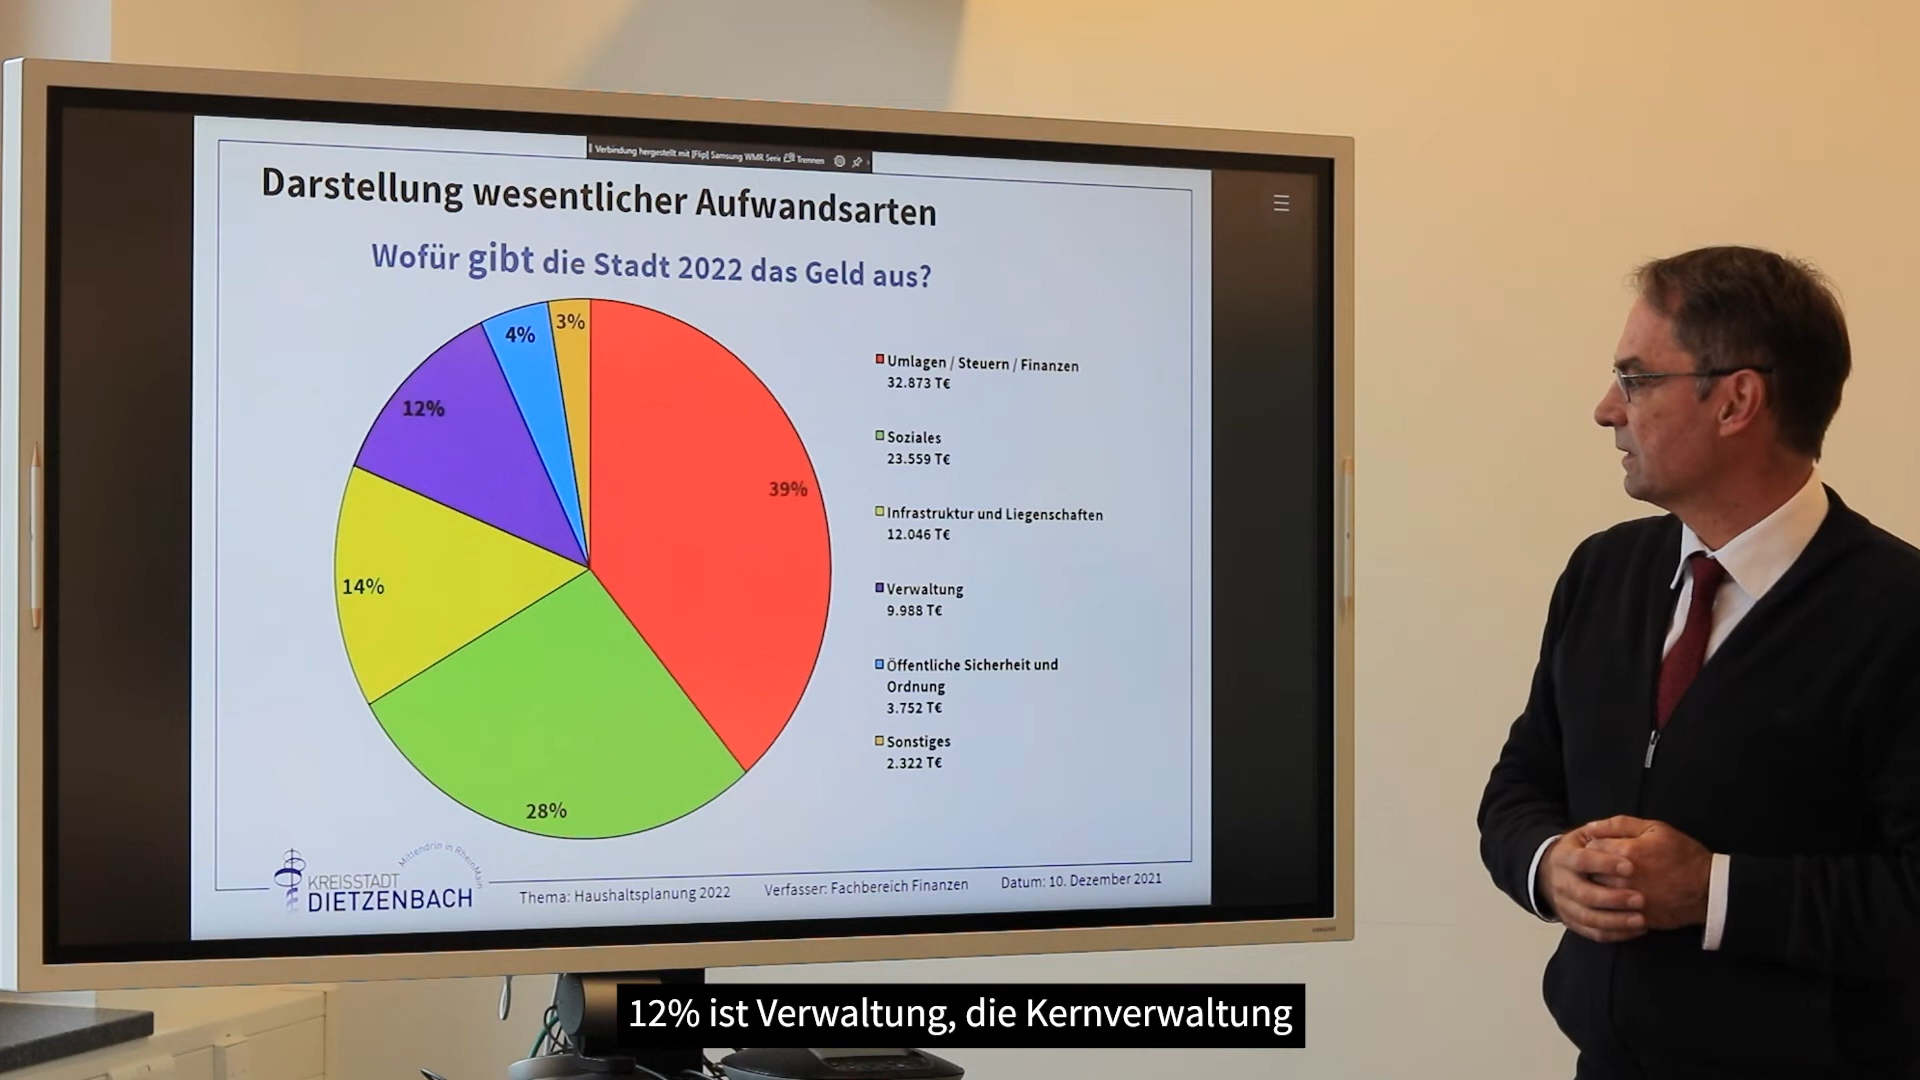 Verbindung hergestellt mit [Flip] Samsung WMR Serie Trennen
Darstellung wesentlicher Aufwandsarten
Wofür gibt die Stadt 2022 das Geld aus?
3%
4%
12%
39%
14%
28%
Umlagen / Steuern / Finanzen
32.873 T€
Soziales
23.559 T€
Infrastruktur und Liegenschaften
12.046 T€
Verwaltung
9.988 T€
Öffentliche Sicherheit und
Ordnung
3.752 T€
Sonstiges
2.322 T€
Mittendrin in RheinMain
KREISSTADT
DIETZENBACH
Thema: Haushaltsplanung 2022 Verfasser: Fachbereich Finanzen Datum: 10. Dezember 2021
SAMSUNG
12% ist Verwaltung, die Kernverwaltung